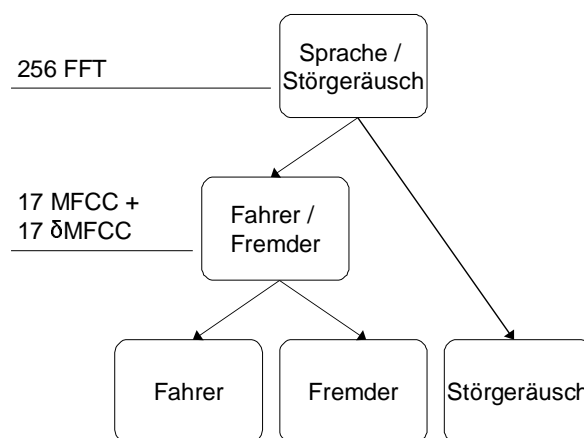 Sprache /
Störgeräusch
256 FFT
17 MFCC +
17 δMFCC
Fahrer /
Fremder
Fahrer
Fremder
Störgeräusch